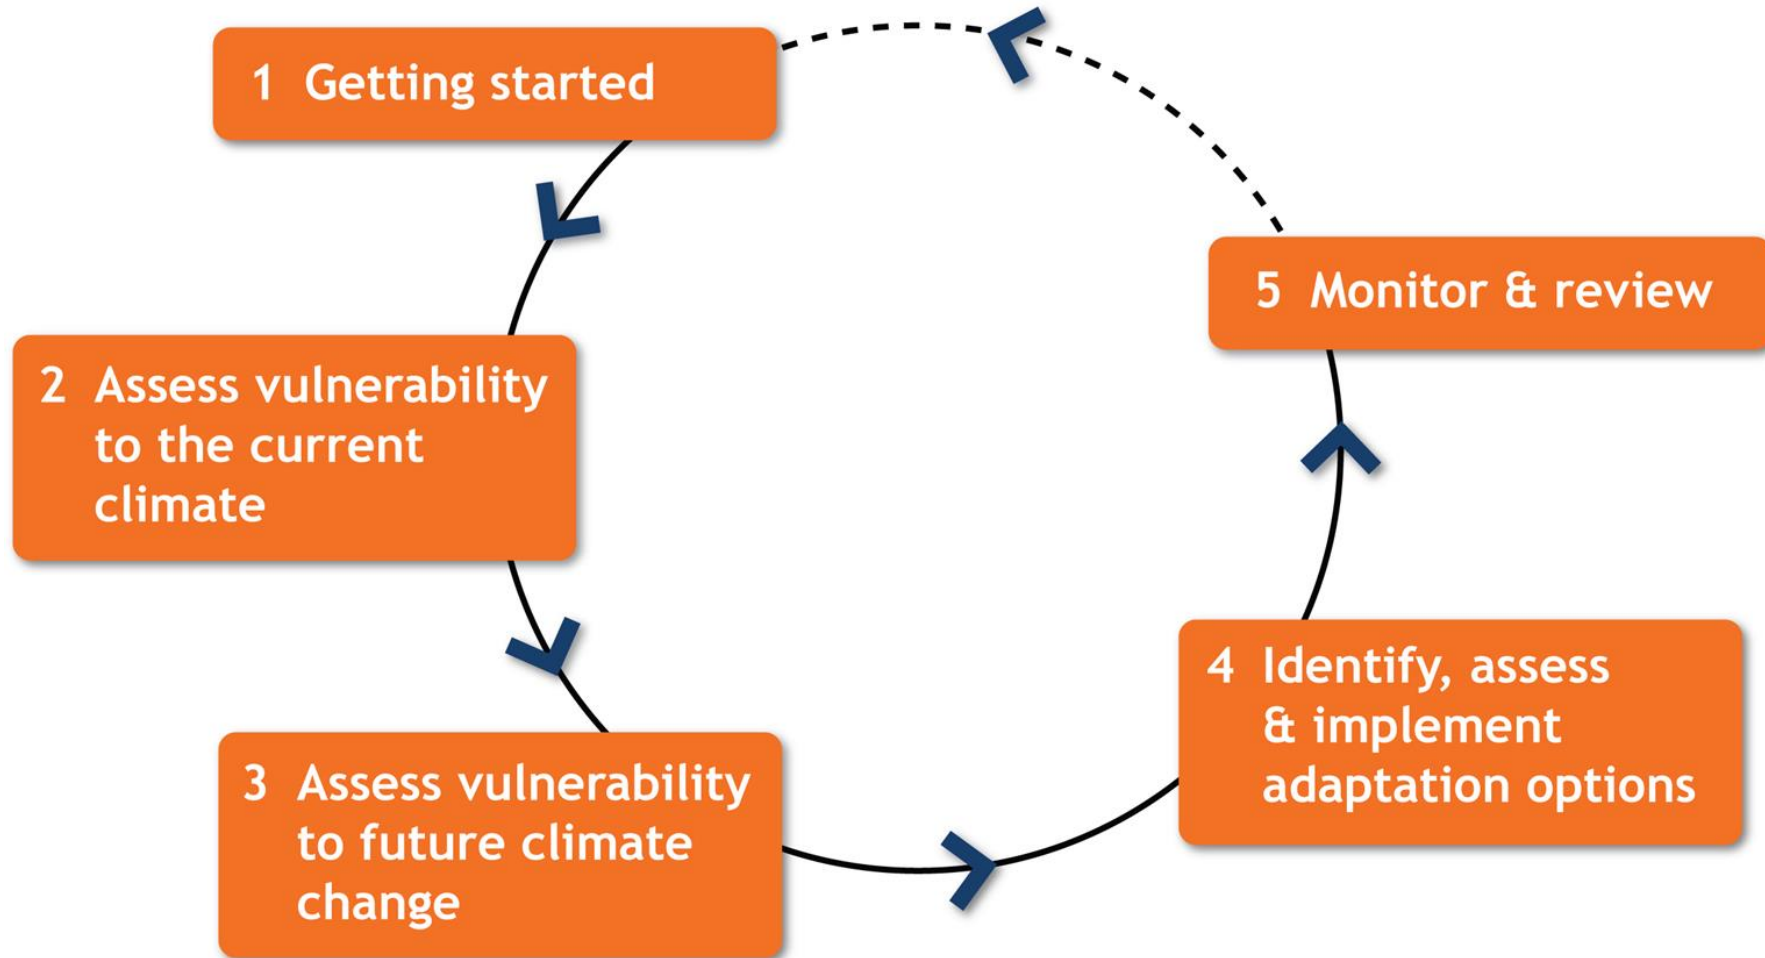 1 Getting started
2 Assess vulnerability
to the current
climate
3 Assess vulnerability
to future climate
change
4 Identify, assess
& implement
adaptation options
5 Monitor & review